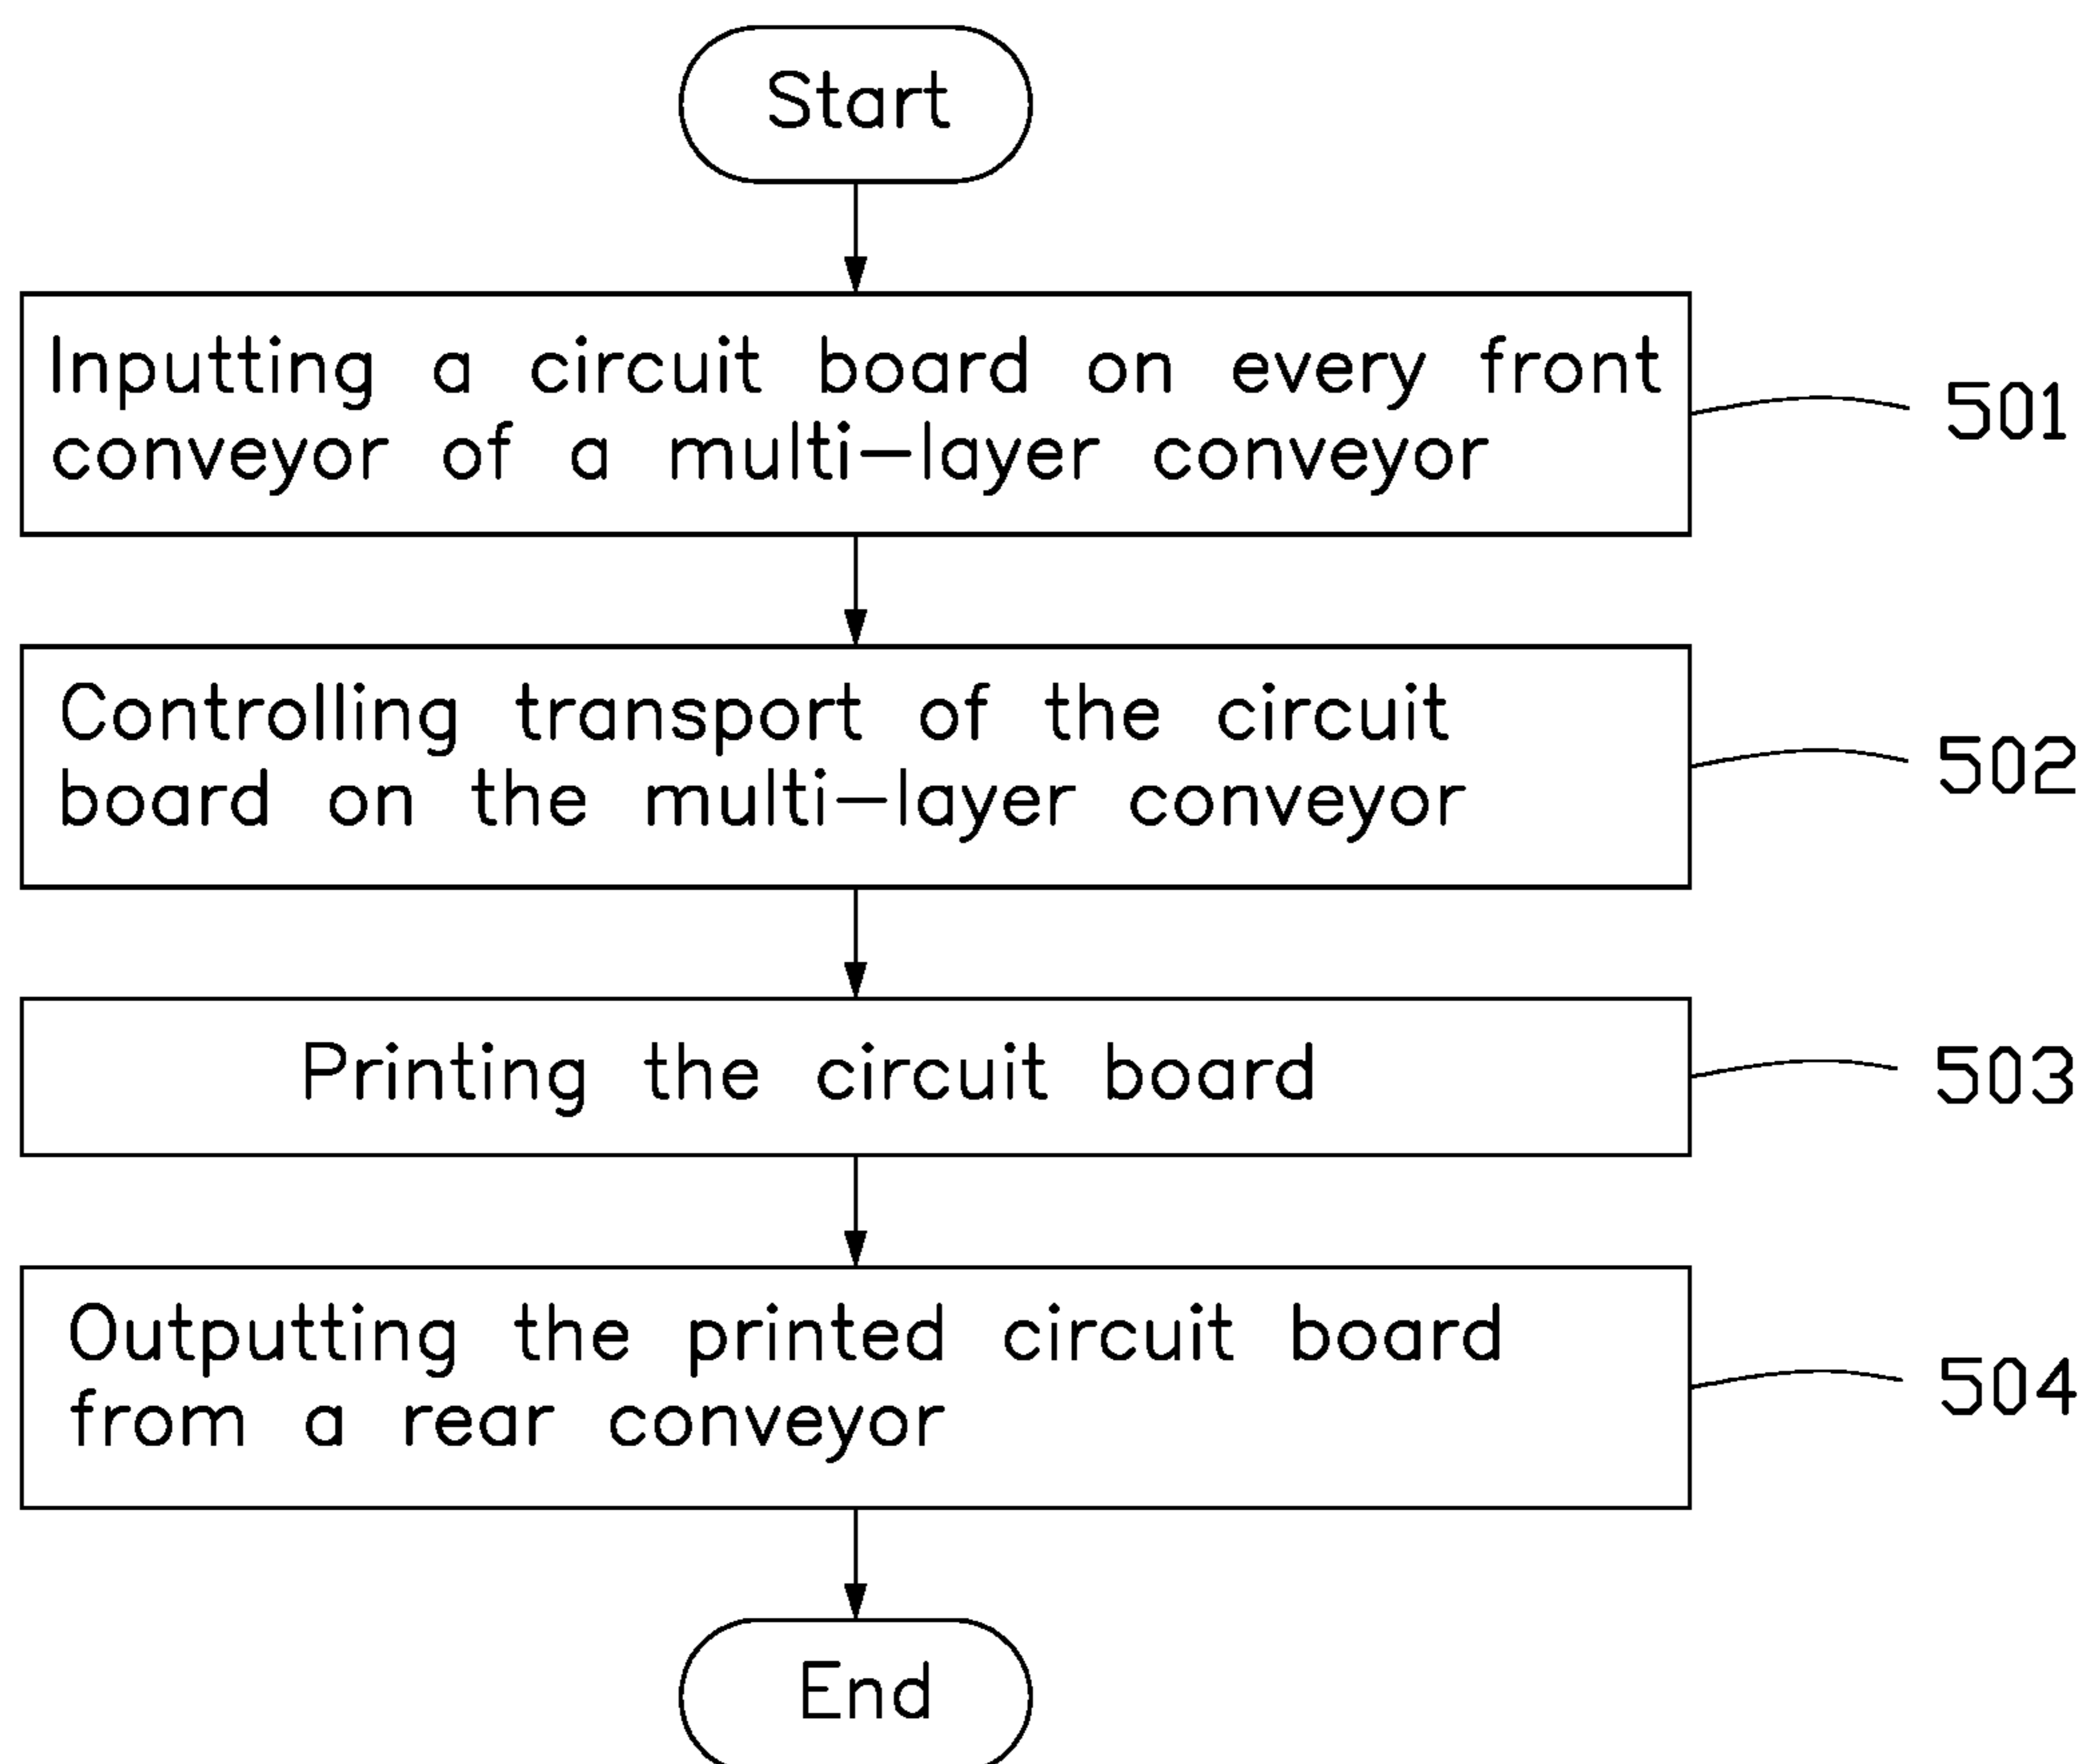 Start
Inputting a circuit board on every front
conveyor of a multi-layer conveyor
501
Controlling transport of the circuit
board on the multi-layer conveyor
502
Printing the circuit board
503
Outputting the printed circuit board
from a rear conveyor
504
End